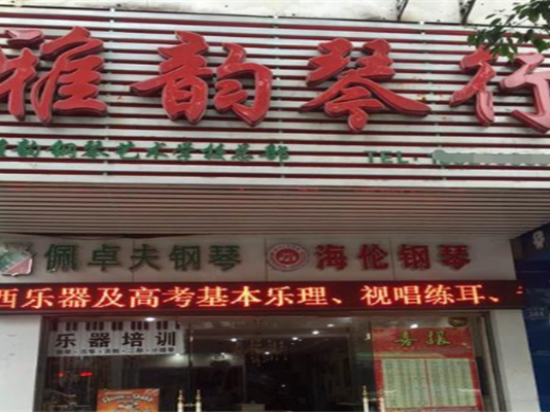 雅韵琴行
雅韵钢琴艺术学校总部
TEL:
佩卓夫钢琴
海伦钢琴
西乐器及高考基本乐理、视唱练耳、
乐器培训
喜报